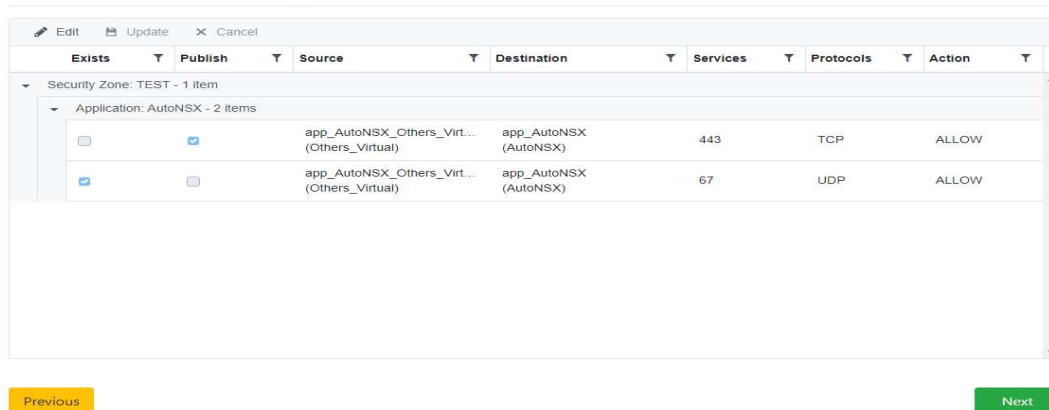 Edit Update Cancel
Exists Publish Source Destination Services Protocols Action
Security Zone: TEST - 1 item
Application: AutoNSX - 2 items
app_AutoNSX_Others_Virt... app_AutoNSX
443 TCP ALLOW
(Others_Virtual) (AutoNSX)
app_AutoNSX_Others_Virt... app_AutoNSX
67 UDP ALLOW
(Others_Virtual) (AutoNSX)
Previous Next